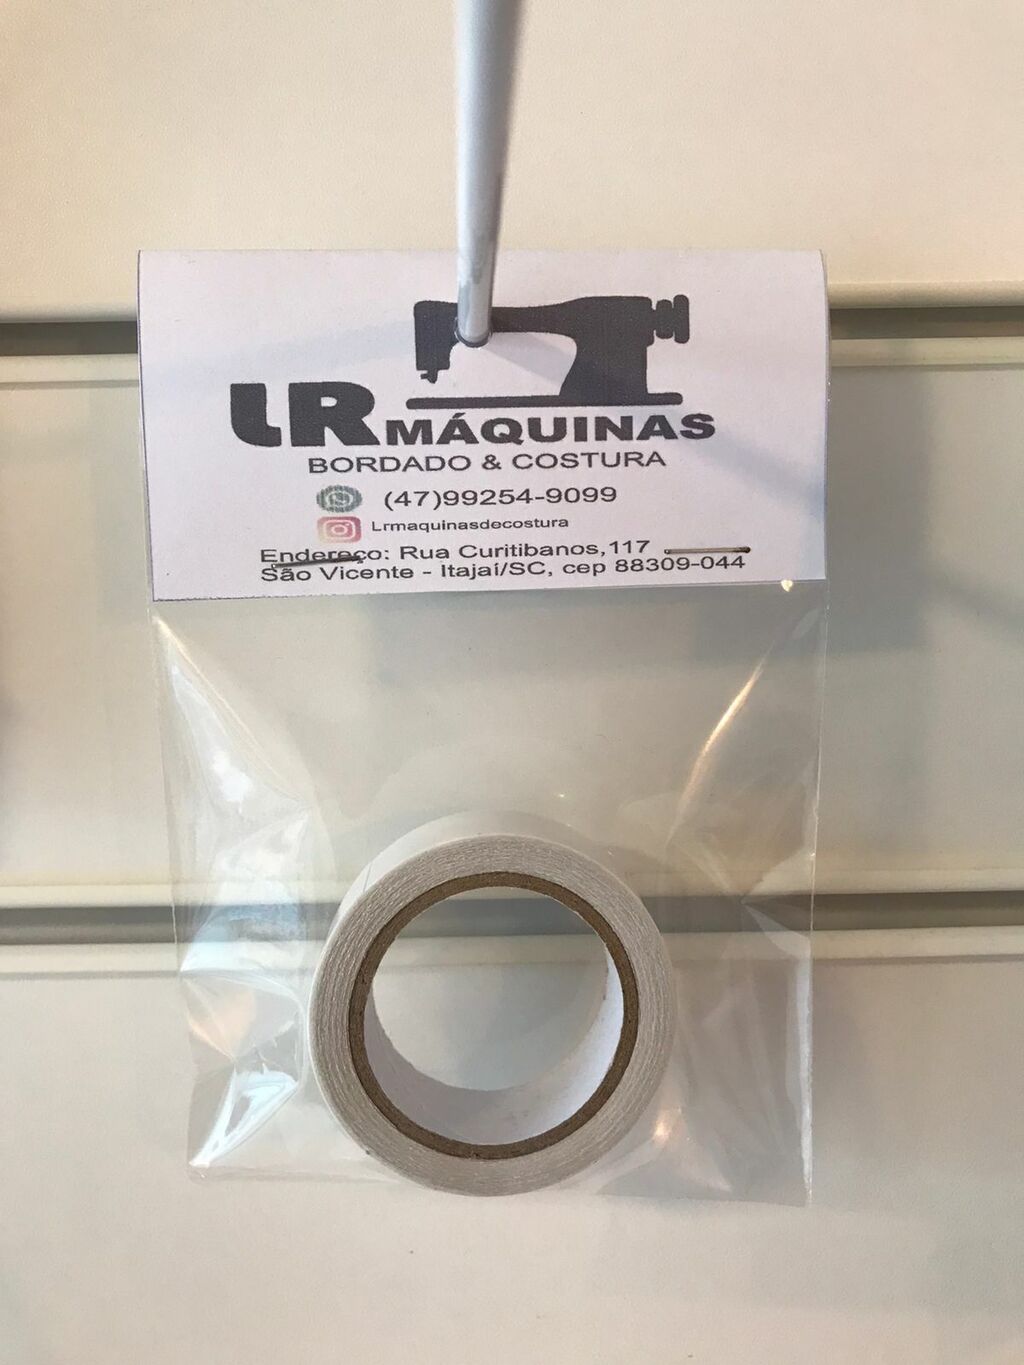 LR MÁQUINAS
BORDADO & COSTURA
(47)99254-9099
Lrmaquinasdecostura
Endereço: Rua Curitibanos,117
São Vicente - Itajaí/SC, cep 88309-044